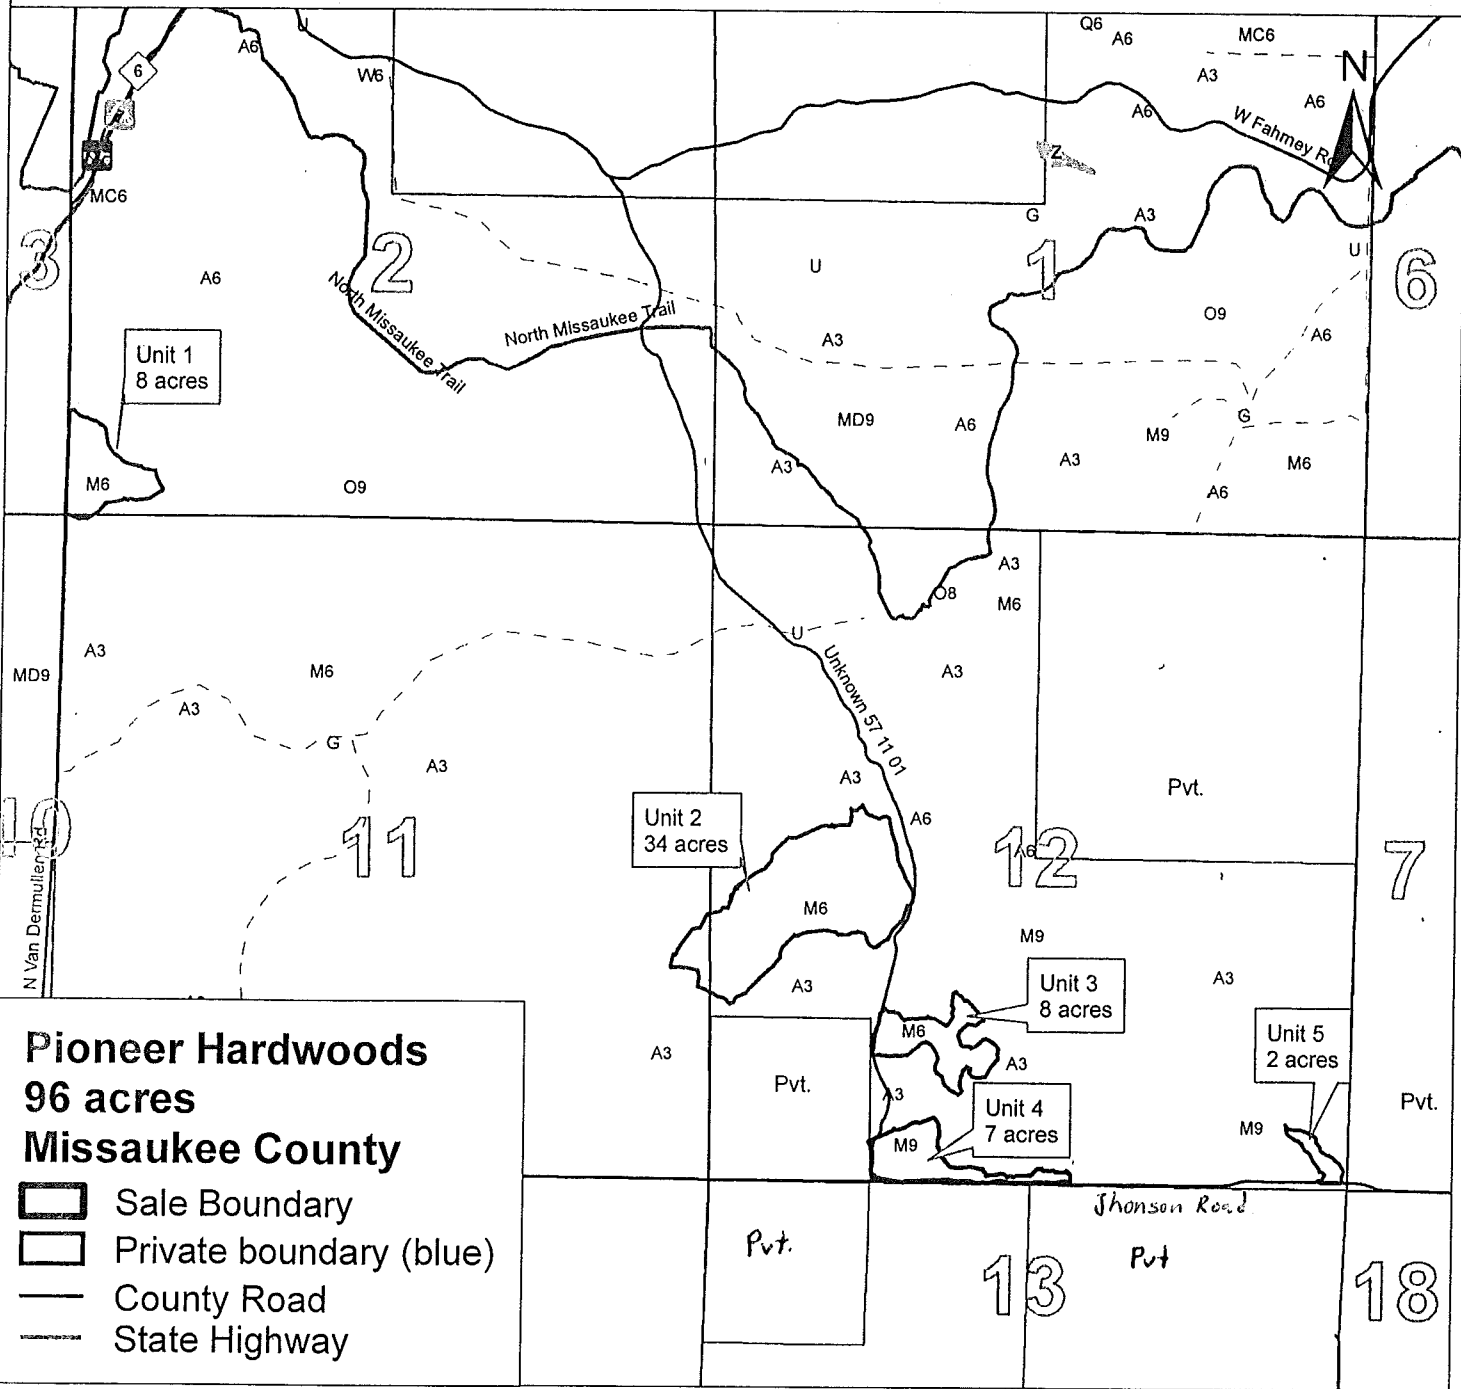 U
A6
W6
Q6
A6
MC6
A3
A6
N
6
A6
W Fahmey Rd
Z
MC6
3
2
G
A3
1
U
6
A6
U
North Missaukee Trail
North Missaukee Trail
A3
O9
A6
Unit 1
8 acres
MD9
A6
G
M9
A3
M6
A3
M6
O9
A6
A3
O8
M6
U
A3
MD9
M6
A3
A3
Unknown 57 11 01
G
A3
A3
Pvt.
10
11
Unit 2
34 acres
A6
12
A6
7
N Van Dermullen Rd
M6
M9
A3
A3
Unit 3
8 acres
M6
A3
A3
Pvt.
A3
Unit 5
2 acres
Pvt.
Unit 4
7 acres
M9
M9
Pioneer Hardwoods
96 acres
Missaukee County
Sale Boundary
Private boundary (blue)
County Road
State Highway
Jhonson Road
Pvt.
Pvt
13
18